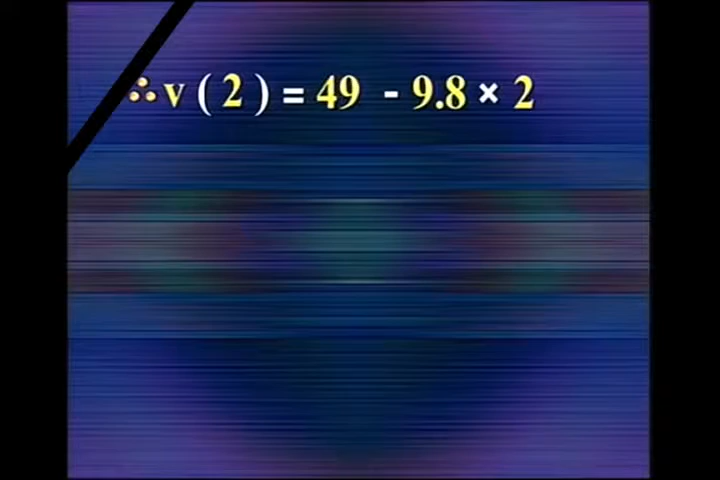 ∴ v ( 2 ) = 49 - 9.8 × 2